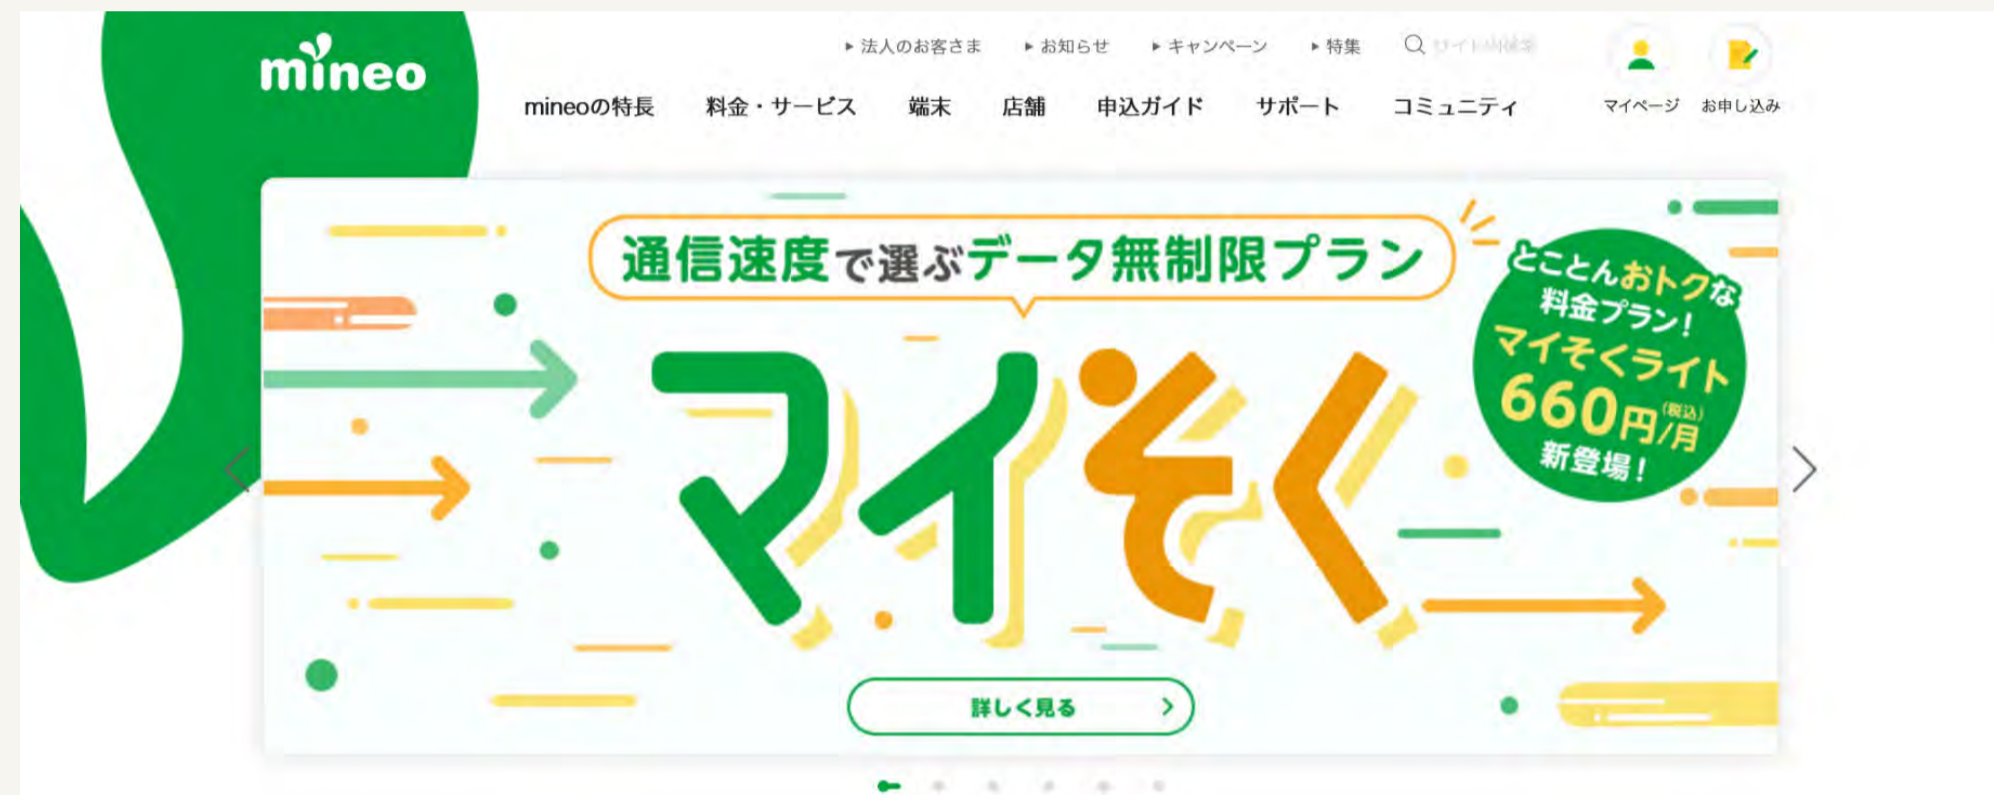 mineo
法人のお客さま
お知らせ
キャンペーン
特集
mineoの特長
料金・サービス
端末
店舗
申込ガイド
サポート
コミュニティ
マイページ
お申し込み
通信速度で選ぶデータ無制限プラン
マイそく
とことんおトクな
料金プラン!
マイそくライト
660円/月(税込)
新登場!
詳しく見る